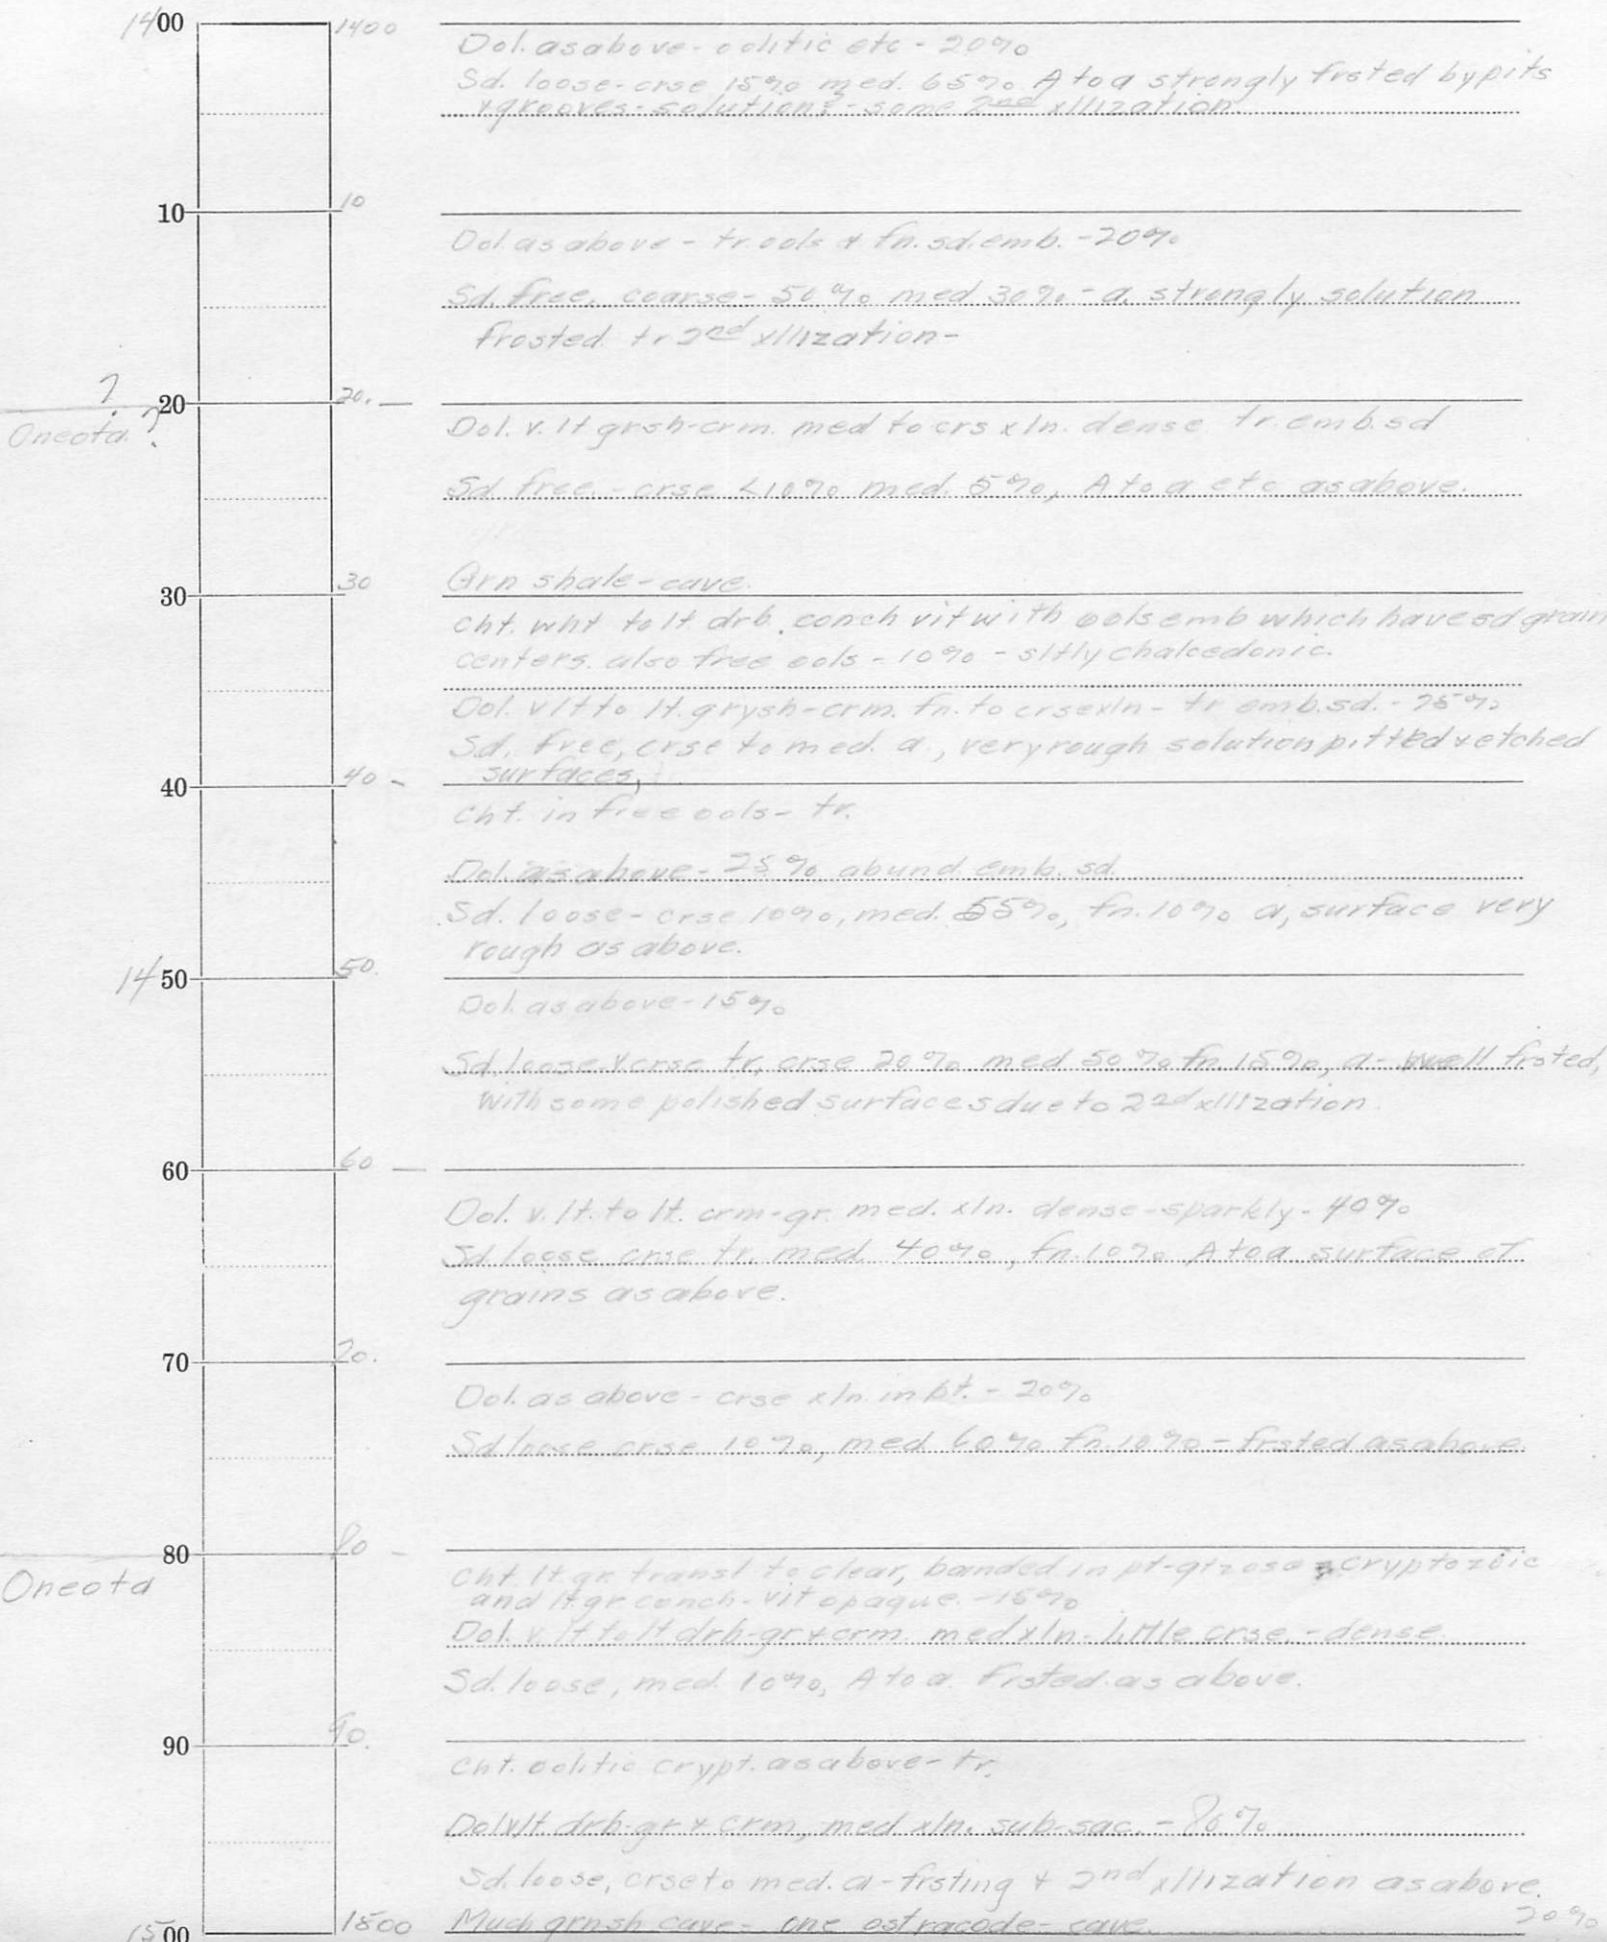 1400 1400
Dol. as above - oolitic etc - 20%
Sd. loose - crse 15% med. 65% A to a strongly frsted by pits
& grooves - solution? - some 2nd xllization.
10 10
Dol. as above - tr. ools & fn. sd. emb. - 20%
Sd. free, coarse - 50% med 30% - a, strongly solution
frosted. tr 2nd xllization -
?
20 20.
Oneota ?
Dol. v. lt grsh-crm. med to crs xln. dense tr. emb. sd
Sd free. - crse <10% med. 5%, A to a etc as above.
30 Grn shale - cave.
30
cht. wht to lt. drb. conch vit with ools emb which have sd grain
centers. also free ools - 10% - sltly chalcedonic.
Dol. v lt to lt. grysh-crm. fn. to crse xln - tr emb. sd. - 75%
Sd. free, crse to med. a., very rough solution pitted & etched
40 - surfaces,
40
cht. in free ools - tr.
Dol. as above - 25% abund emb. sd.
Sd. loose - crse 10%, med. 55%, fn. 10% a, surface very
rough as above.
1450 50.
Dol. as above - 15%
Sd. loose v crse tr, crse 20% med 50% fn. 15%, a - well frsted,
with some polished surfaces due to 2nd xllization.
60 60
Dol. v. lt. to lt. crm-gr. med. xln. dense - sparkly - 40%
Sd loose crse tr. med 40%, fn. 10% A to a surface of
grains as above.
70 70.
Dol. as above - crse xln. in pt. - 20%
Sd loose crse 10%, med 60% fn. 10% - frsted as above
80 80 -
Oneota
Cht. lt. gr. transl to clear, banded in pt - qtzose - cryptozoic
and lt. gr. conch - vit opaque. - 15%
Dol. v. lt to lt drb-gr & crm. med xln - little crse. - dense
Sd. loose, med. 10%, A to a frsted as above.
90 90.
Cht. oolitic crypt. as above - tr.
Dol v lt. drb-gr & crm, med xln. sub-sac. - 80%
Sd. loose, crse to med. a - frsting & 2nd xllization as above.
20%
1500 1500 Much grnsh cave - one ostracode - cave.